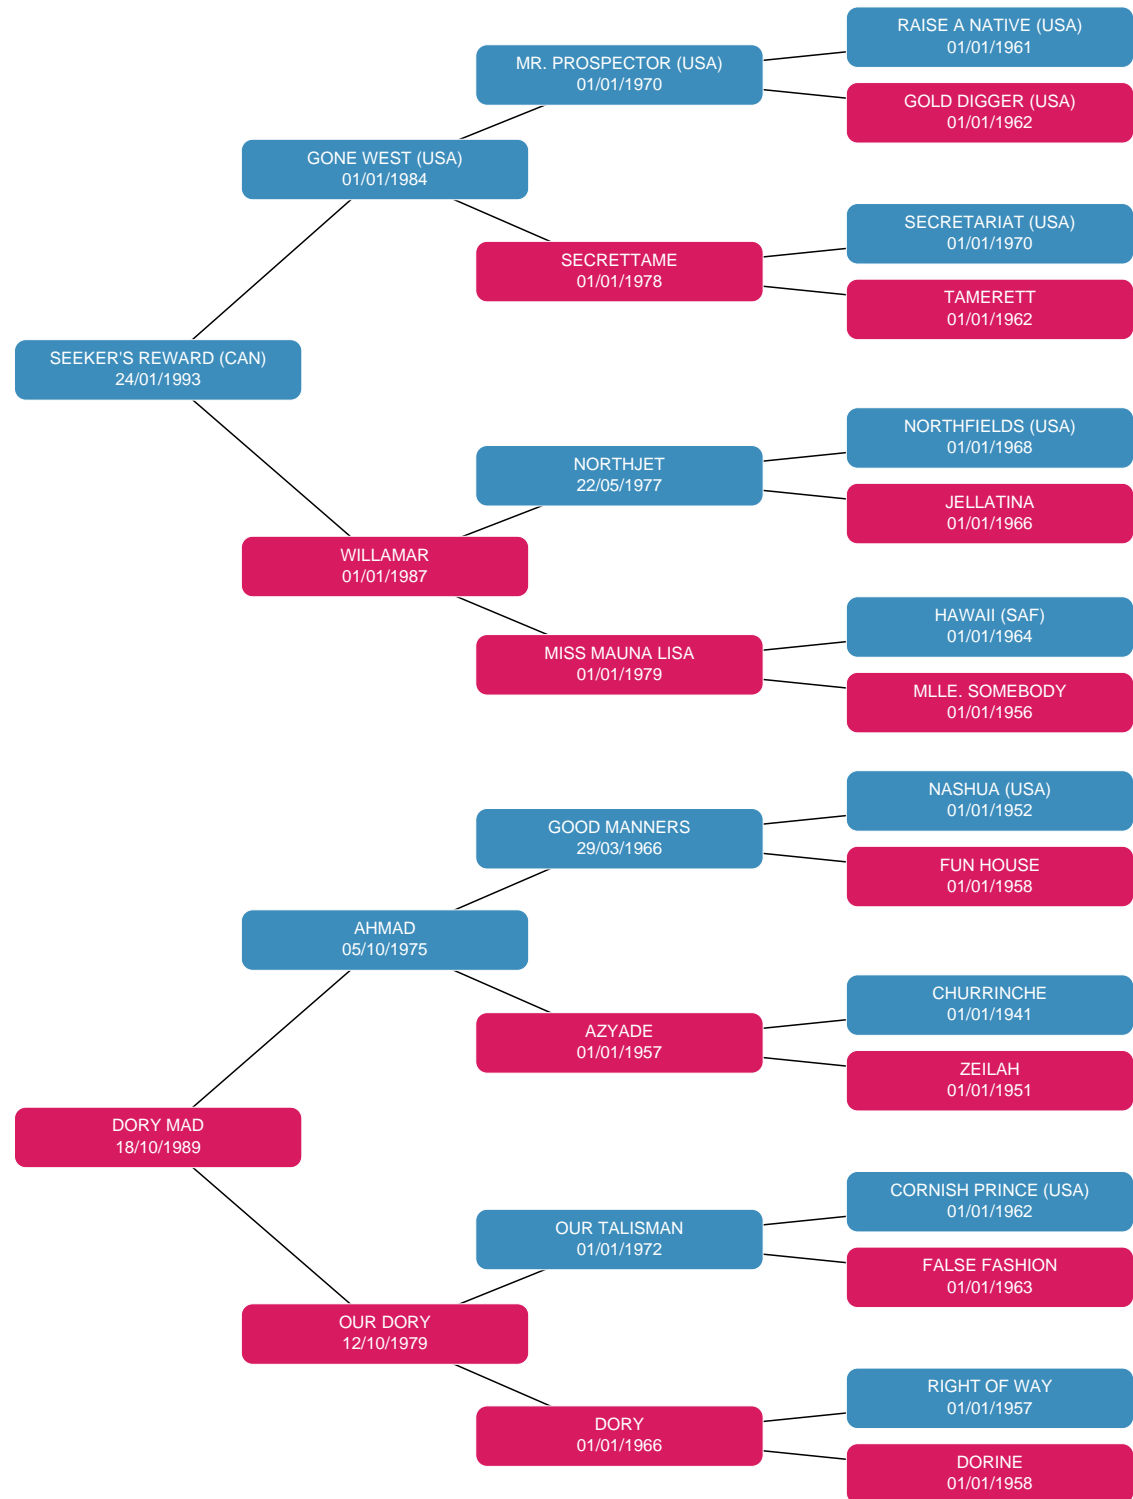 RAISE A NATIVE (USA)
01/01/1961
MR. PROSPECTOR (USA)
01/01/1970
GOLD DIGGER (USA)
01/01/1962
GONE WEST (USA)
01/01/1984
SECRETARIAT (USA)
01/01/1970
SECRETTAME
01/01/1978
TAMERETT
01/01/1962
SEEKER'S REWARD (CAN)
24/01/1993
NORTHFIELDS (USA)
01/01/1968
NORTHJET
22/05/1977
JELLATINA
01/01/1966
WILLAMAR
01/01/1987
HAWAII (SAF)
01/01/1964
MISS MAUNA LISA
01/01/1979
MLLE. SOMEBODY
01/01/1956
NASHUA (USA)
01/01/1952
GOOD MANNERS
29/03/1966
FUN HOUSE
01/01/1958
AHMAD
05/10/1975
CHURRINCHE
01/01/1941
AZYADE
01/01/1957
ZEILAH
01/01/1951
DORY MAD
18/10/1989
CORNISH PRINCE (USA)
01/01/1962
OUR TALISMAN
01/01/1972
FALSE FASHION
01/01/1963
OUR DORY
12/10/1979
RIGHT OF WAY
01/01/1957
DORY
01/01/1966
DORINE
01/01/1958